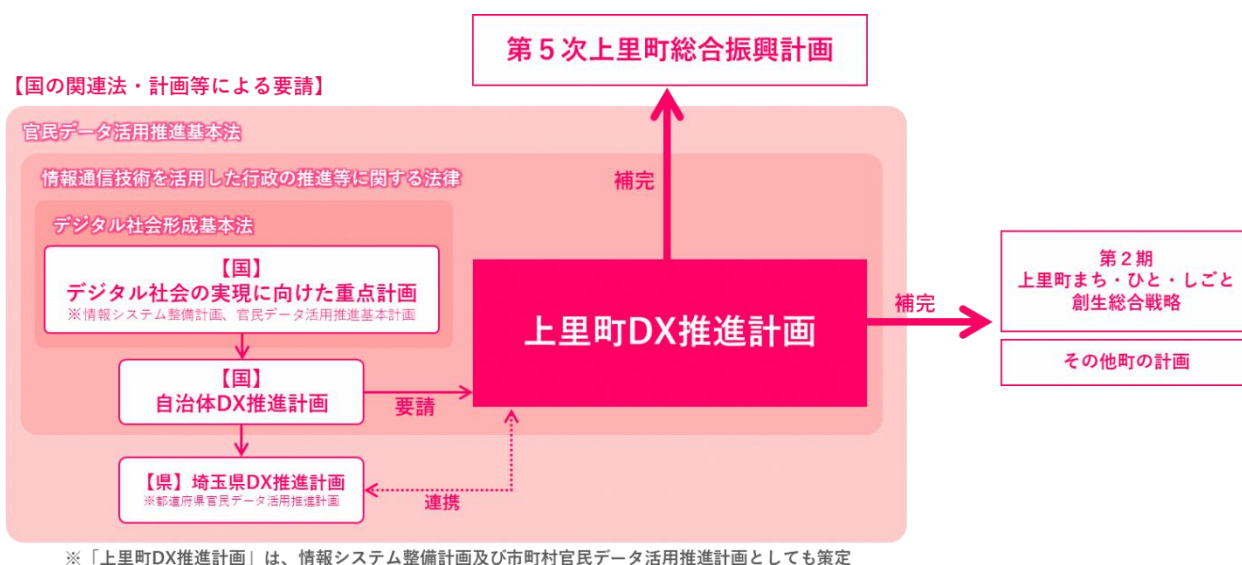 第５次上里町総合振興計画
【国の関連法・計画等による要請】
官民データ活用推進基本法
情報通信技術を活用した行政の推進等に関する法律
補完
デジタル社会形成基本法
【国】
デジタル社会の実現に向けた重点計画
※情報システム整備計画、官民データ活用推進基本計画
上里町DX推進計画
補完
第２期
上里町まち・ひと・しごと
創生総合戦略
その他町の計画
【国】
自治体DX推進計画
要請
【県】埼玉県DX推進計画
※都道府県官民データ活用推進計画
連携
※「上里町DX推進計画」は、情報システム整備計画及び市町村官民データ活用推進計画としても策定